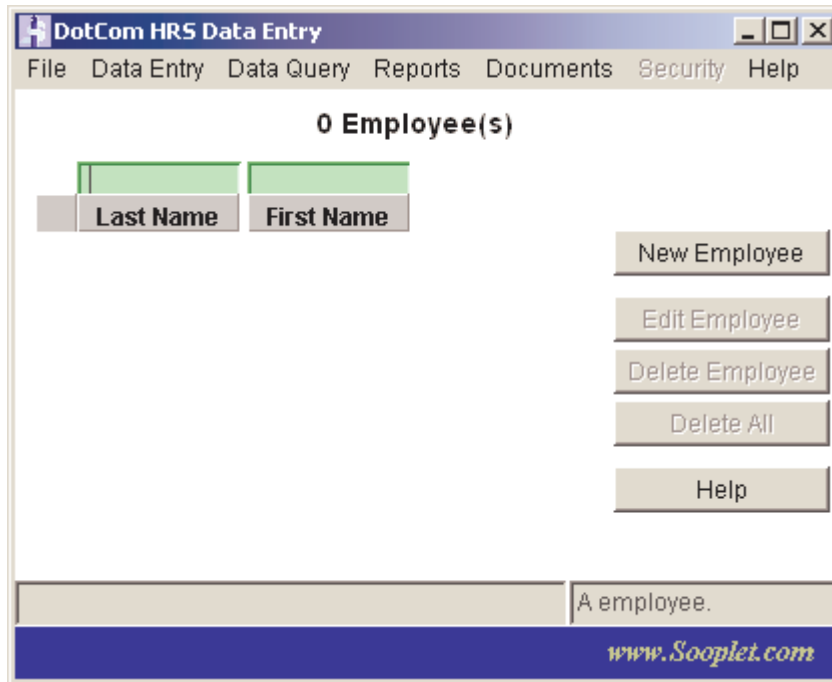 DotCom HRS Data Entry
File Data Entry Data Query Reports Documents Security Help
0 Employee(s)
Last Name First Name
New Employee
Edit Employee
Delete Employee
Delete All
Help
A employee.
www.Sooplet.com